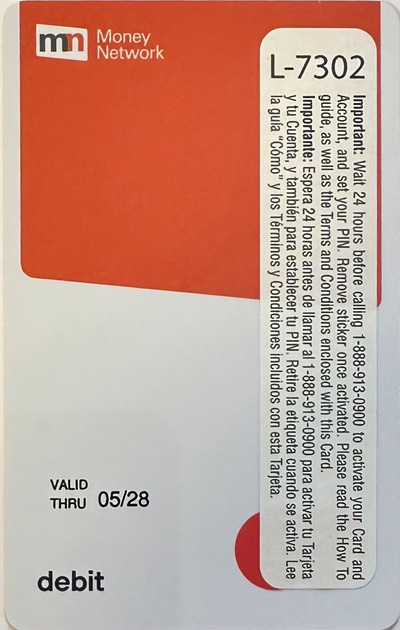 mn Money
Network
L-7302
Important: Wait 24 hours before calling 1-888-913-0900 to activate your Card and
Account, and set your PIN. Remove sticker once activated. Please read the How To
guide, as well as the Terms and Conditions enclosed with this Card.
Importante: Espera 24 horas antes de llamar al 1-888-913-0900 para activar tu Tarjeta
y tu Cuenta, y también para establecer tu PIN. Retire la etiqueta cuando se activa. Lee
la guía "Cómo" y los Términos y Condiciones incluidos con esta Tarjeta.
VALID
THRU 05/28
debit